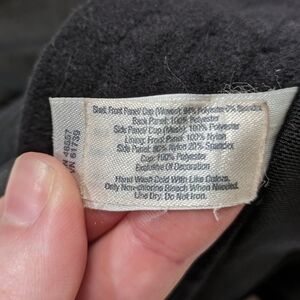 Shell: Front Panel/ Cup (Woven): 94% Polyester 6% Spandex
Back Panel: 100% Polyester
Side Panel/ Cup (Mesh): 100% Polyester
Lining: Front Panel: 100% Nylon
Side Panel: 80% Nylon 20% Spandex
Cup: 100% Polyester
Exclusive Of Decoration
Hand Wash Cold With Like Colors,
Only Non-chlorine Bleach When Needed.
Line Dry. Do Not Iron.
46557
61739